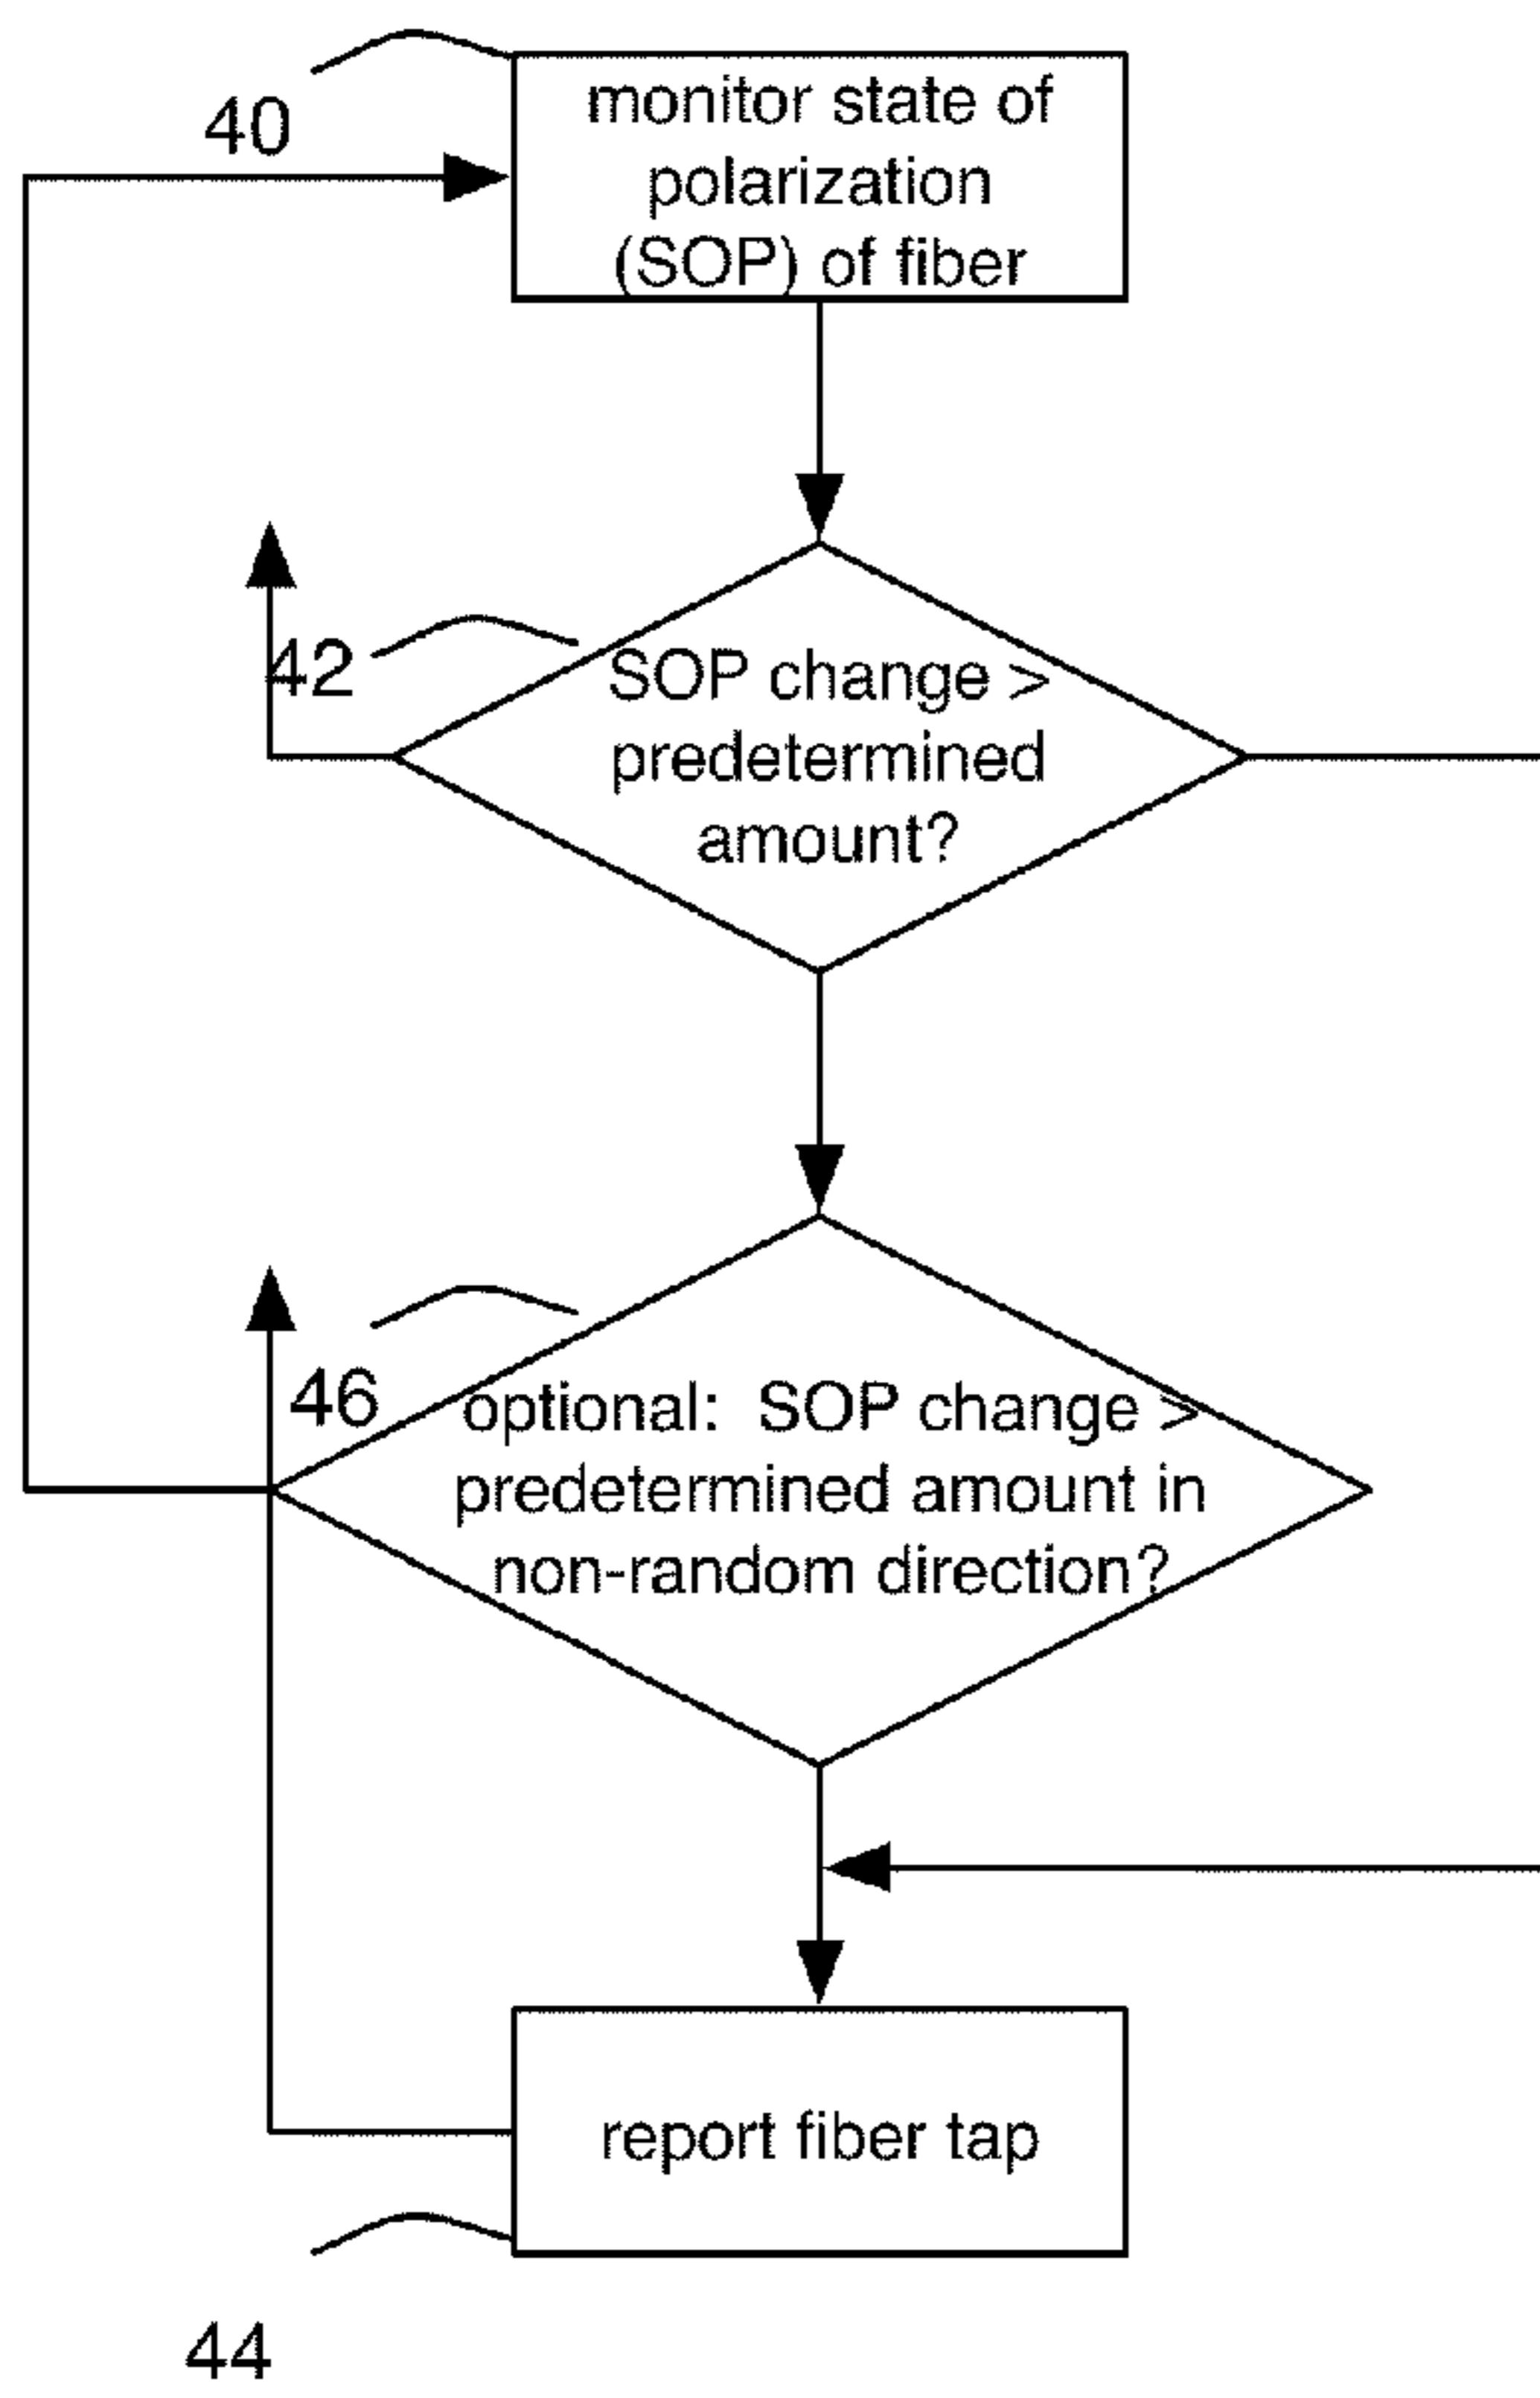 40
monitor state of
polarization
(SOP) of fiber
42
SOP change >
predetermined
amount?
46
optional: SOP change >
predetermined amount in
non-random direction?
report fiber tap
44